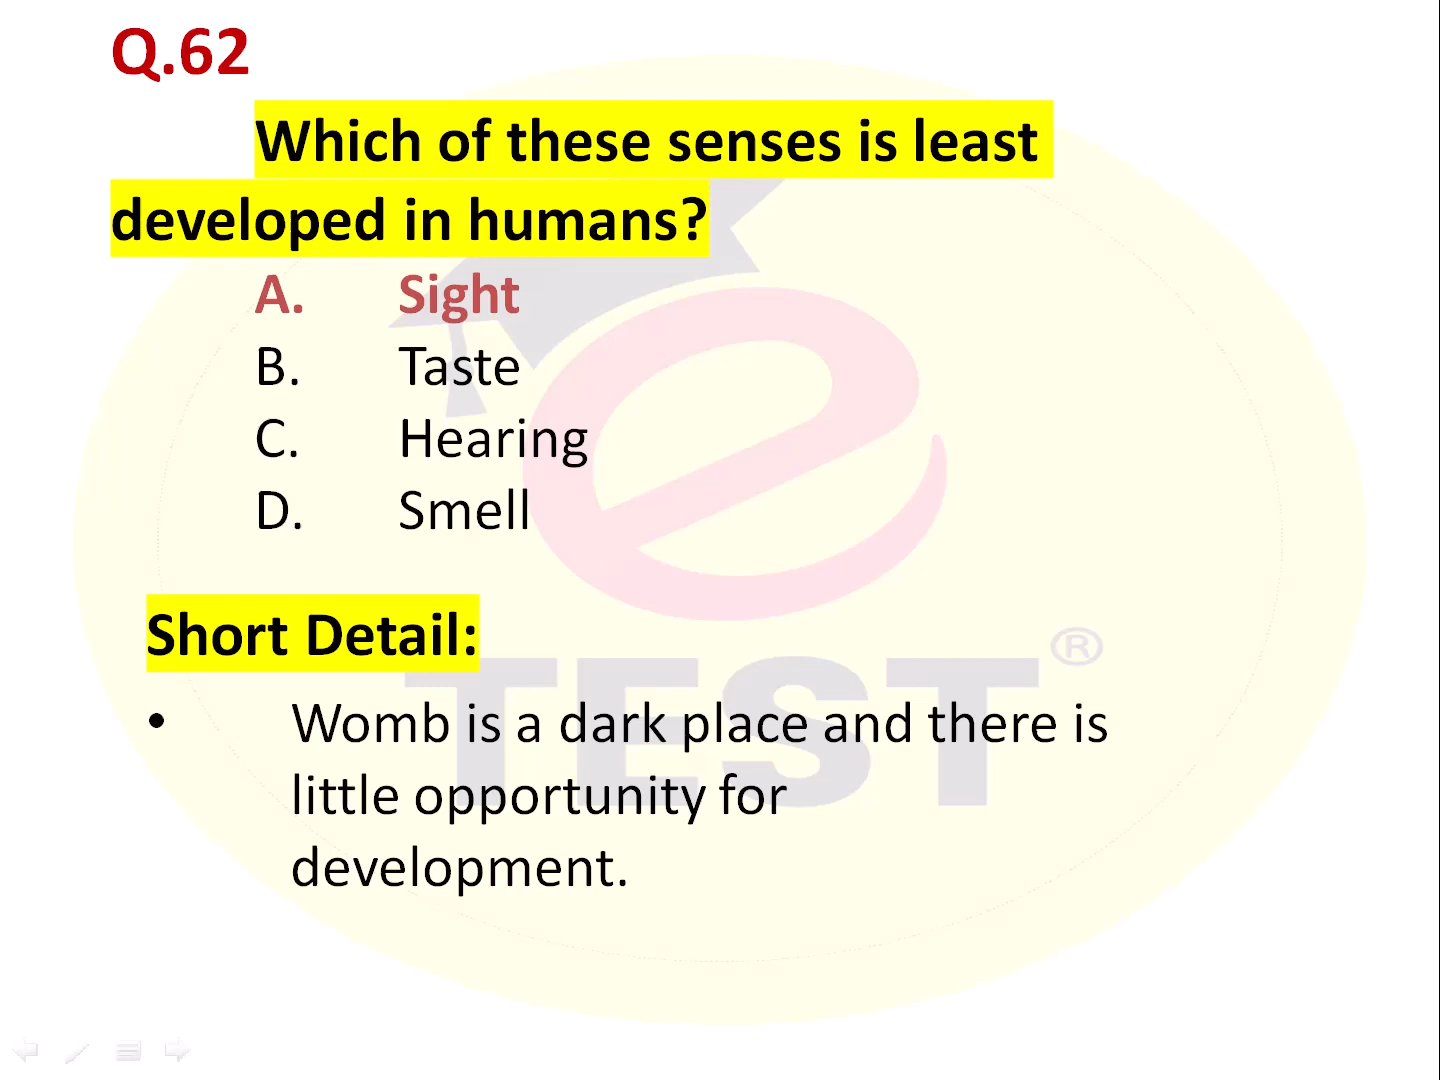 Q.62
Which of these senses is least
developed in humans?
A. Sight
B. Taste
C. Hearing
D. Smell
Short Detail:
• Womb is a dark place and there is
little opportunity for
development.
e
TEST ®